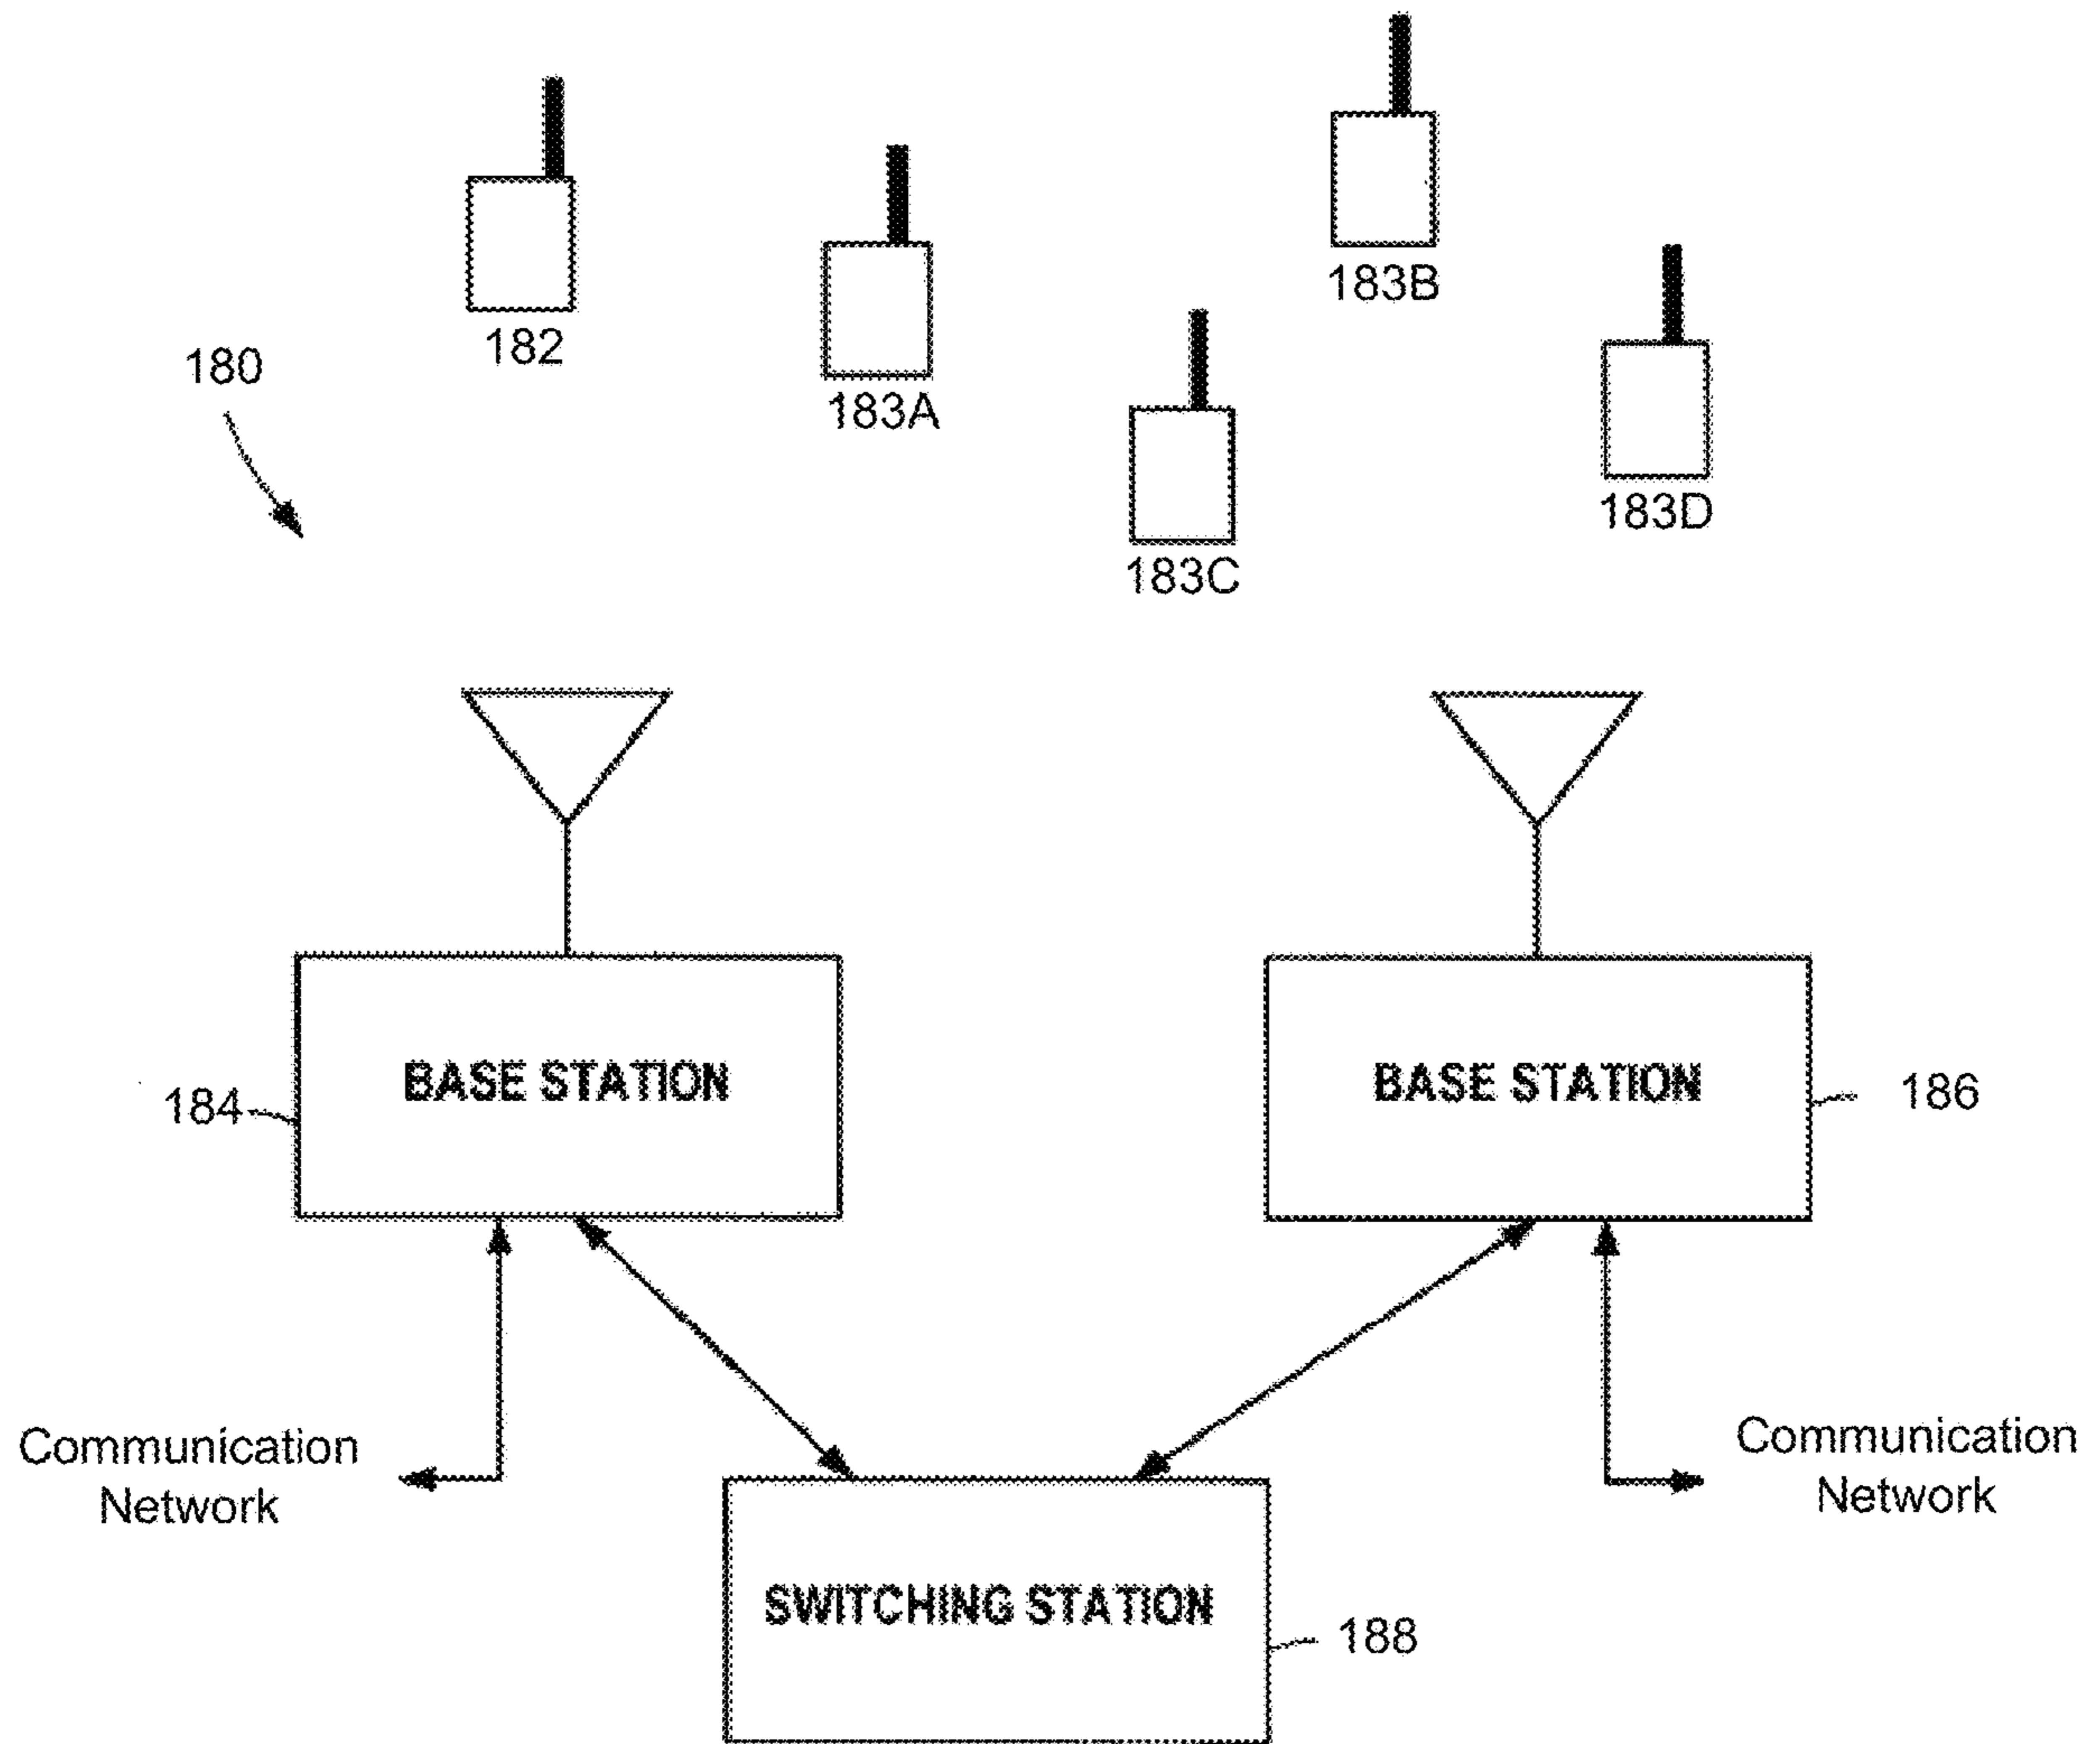 183B
182
180
183A
183D
183C
BASE STATION
BASE STATION
184
186
Communication
Network
Communication
Network
SWITCHING STATION
188